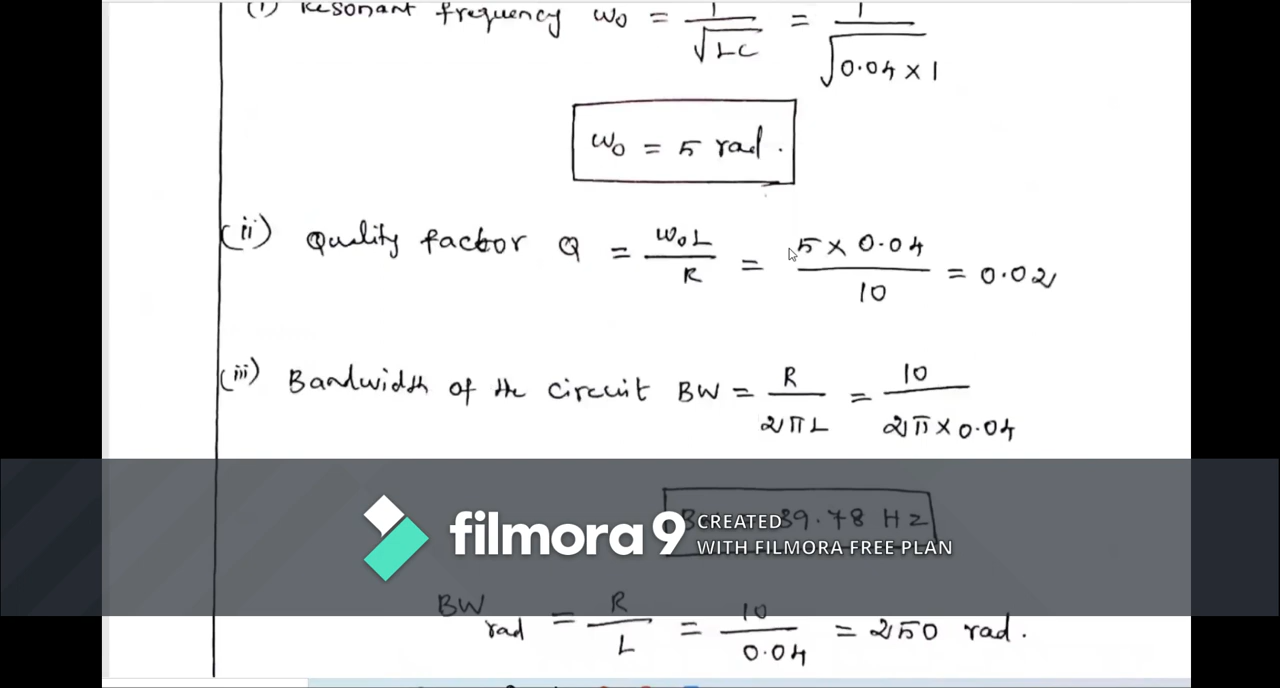 (i) Resonant frequency ω₀ = 1/√LC = 1/√0.04 × 1
ω₀ = 5 rad.
(ii) Quality factor Q = ω₀L/R = 5 × 0.04/10 = 0.02
(iii) Bandwidth of the circuit BW = R/2πL = 10/2π × 0.04
39.78 Hz
filmora 9 CREATED
WITH FILMORA FREE PLAN
BW rad = R/L = 10/0.04 = 250 rad.